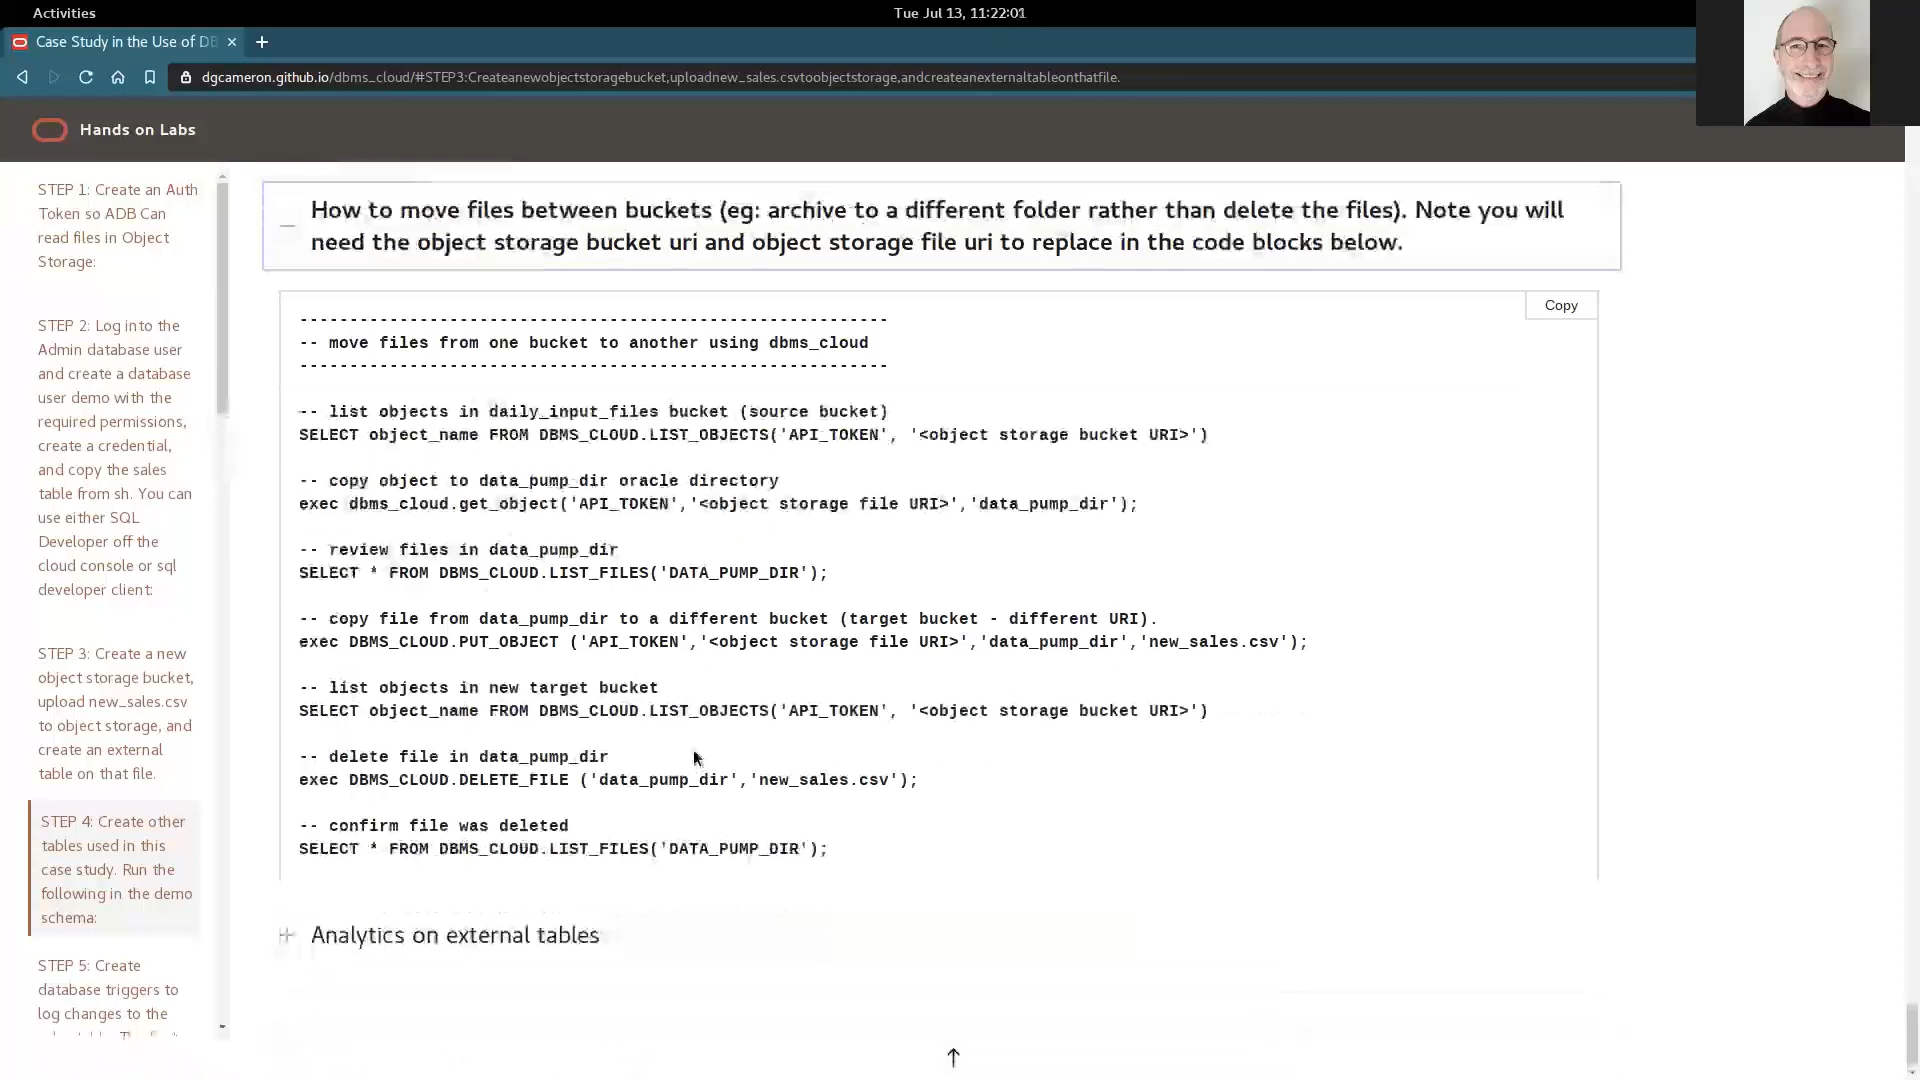 Activities
Tue Jul 13, 11:22:01
Case Study in the Use of DB
dgcameron.github.io/dbms_cloud/#STEP3:Createanewobjectstoragebucket,uploadnew_sales.csvtoobjectstorage,andcreateanexternaltableonthatfile.
Hands on Labs
STEP 1: Create an Auth
Token so ADB Can
read files in Object
Storage:
STEP 2: Log into the
Admin database user
and create a database
user demo with the
required permissions,
create a credential,
and copy the sales
table from sh. You can
use either SQL
Developer off the
cloud console or sql
developer client:
STEP 3: Create a new
object storage bucket,
upload new_sales.csv
to object storage, and
create an external
table on that file.
STEP 4: Create other
tables used in this
case study. Run the
following in the demo
schema:
STEP 5: Create
database triggers to
log changes to the
How to move files between buckets (eg: archive to a different folder rather than delete the files). Note you will
need the object storage bucket uri and object storage file uri to replace in the code blocks below.
Copy
-----------------------------------------------------------
-- move files from one bucket to another using dbms_cloud
-----------------------------------------------------------
-- list objects in daily_input_files bucket (source bucket)
SELECT object_name FROM DBMS_CLOUD.LIST_OBJECTS('API_TOKEN', '<object storage bucket URI>')
-- copy object to data_pump_dir oracle directory
exec dbms_cloud.get_object('API_TOKEN','<object storage file URI>','data_pump_dir');
-- review files in data_pump_dir
SELECT * FROM DBMS_CLOUD.LIST_FILES('DATA_PUMP_DIR');
-- copy file from data_pump_dir to a different bucket (target bucket - different URI).
exec DBMS_CLOUD.PUT_OBJECT ('API_TOKEN','<object storage file URI>','data_pump_dir','new_sales.csv');
-- list objects in new target bucket
SELECT object_name FROM DBMS_CLOUD.LIST_OBJECTS('API_TOKEN', '<object storage bucket URI>')
-- delete file in data_pump_dir
exec DBMS_CLOUD.DELETE_FILE ('data_pump_dir','new_sales.csv');
-- confirm file was deleted
SELECT * FROM DBMS_CLOUD.LIST_FILES('DATA_PUMP_DIR');
Analytics on external tables